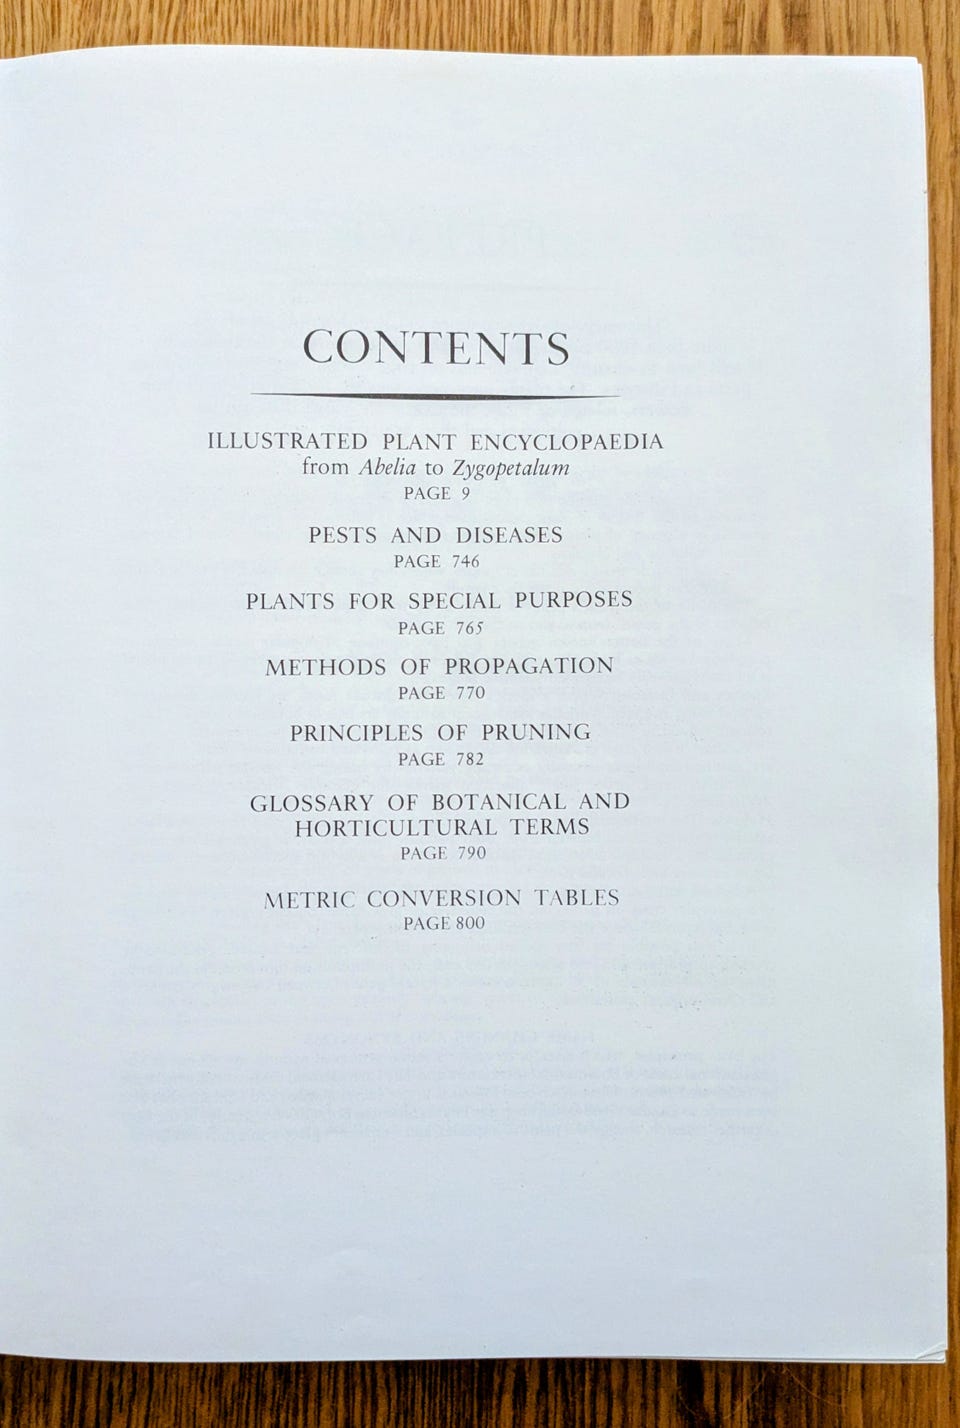 CONTENTS
ILLUSTRATED PLANT ENCYCLOPAEDIA
from Abelia to Zygopetalum
PAGE 9
PESTS AND DISEASES
PAGE 746
PLANTS FOR SPECIAL PURPOSES
PAGE 765
METHODS OF PROPAGATION
PAGE 770
PRINCIPLES OF PRUNING
PAGE 782
GLOSSARY OF BOTANICAL AND
HORTICULTURAL TERMS
PAGE 790
METRIC CONVERSION TABLES
PAGE 800